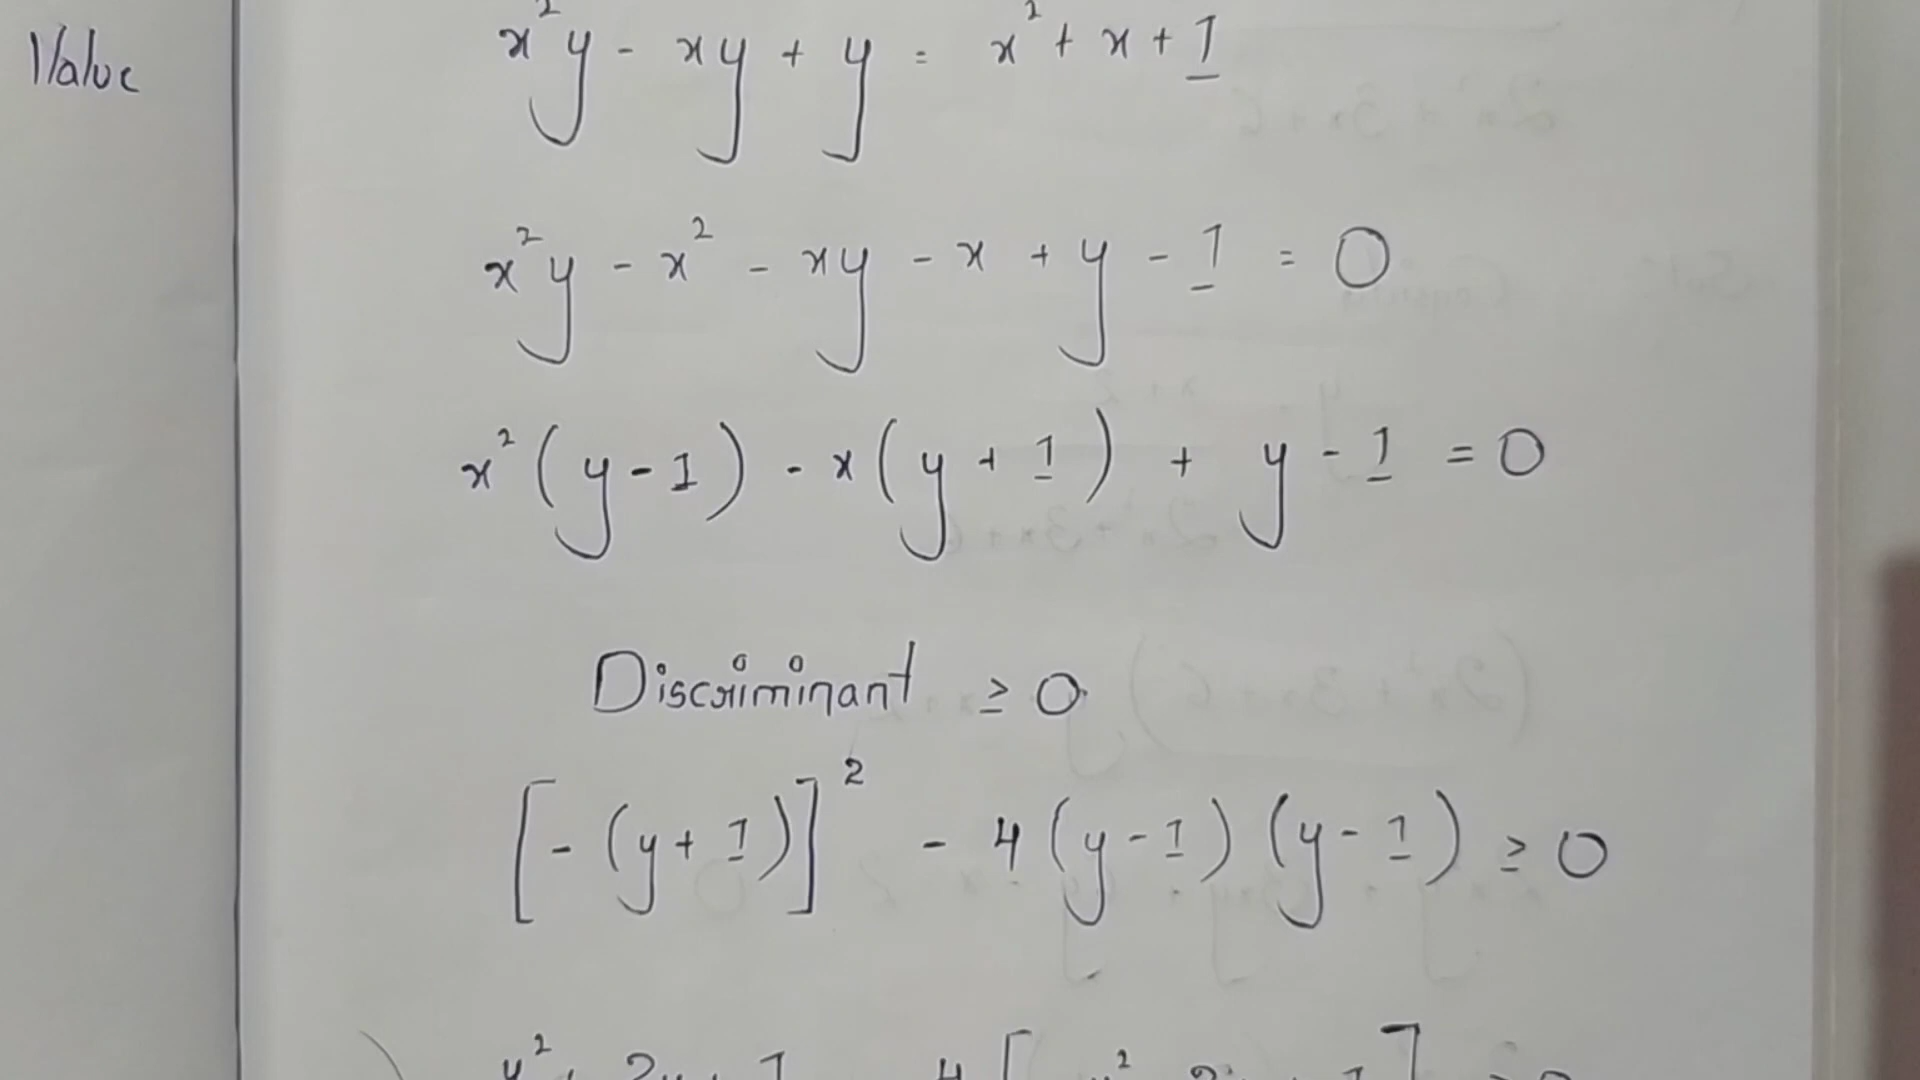 Value
x²y - xy + y = x² + x + 1
x²y - x² - xy - x + y - 1 = 0
x²(y-1) - x(y+1) + y - 1 = 0
Discriminant ≥ 0
[-(y+1)]² - 4(y-1)(y-1) ≥ 0